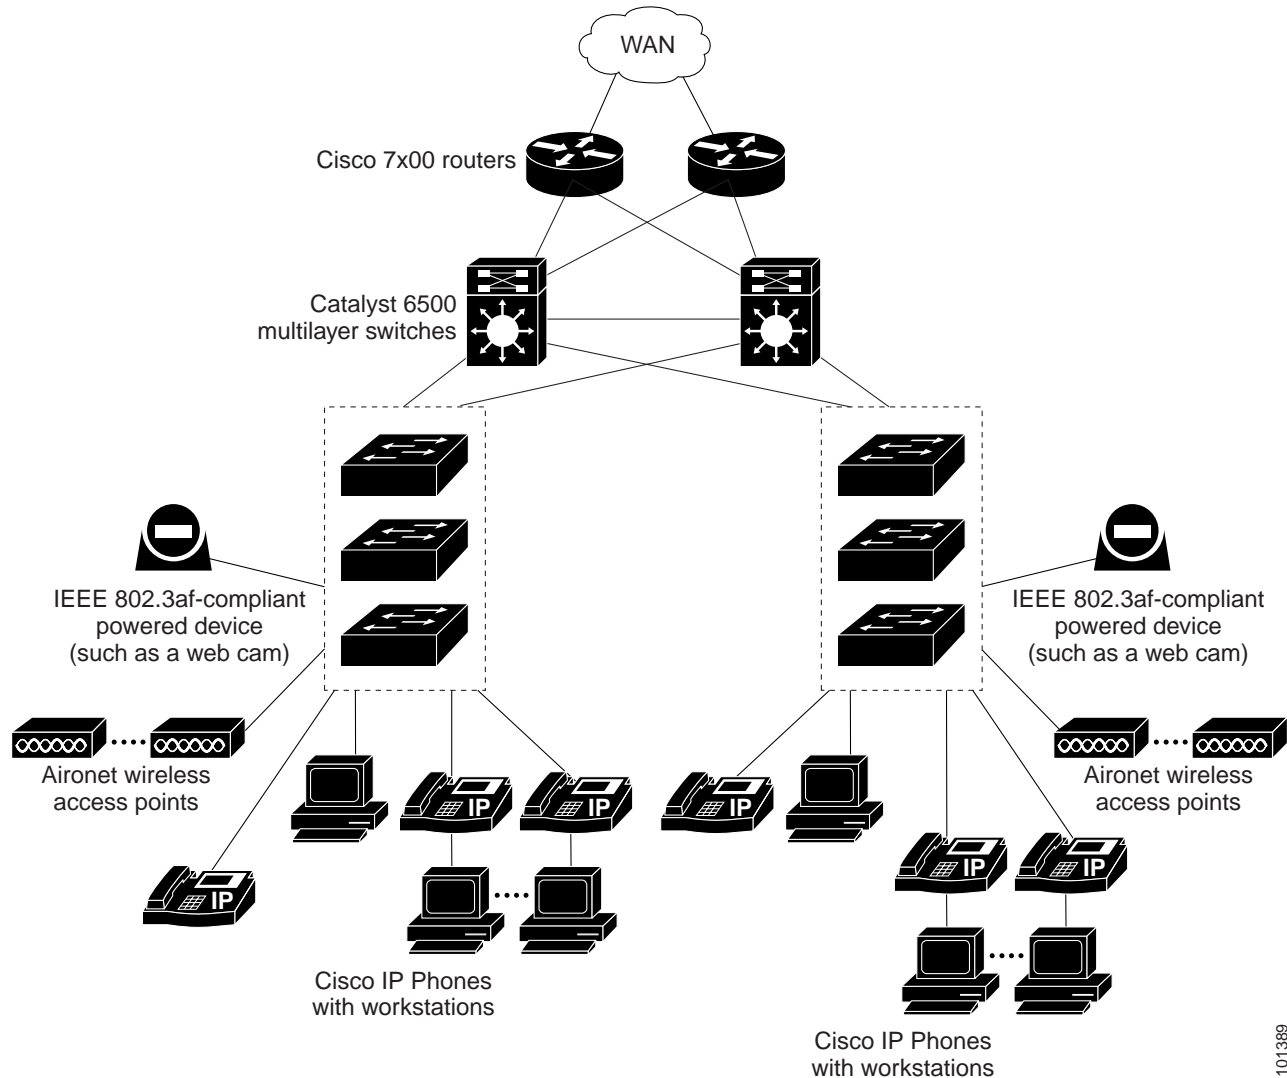 WAN
Cisco 7x00 routers
Catalyst 6500
multilayer switches
IEEE 802.3af-compliant
powered device
(such as a web cam)
IEEE 802.3af-compliant
powered device
(such as a web cam)
Aironet wireless
access points
Aironet wireless
access points
IP
IP
IP
IP
IP
IP
Cisco IP Phones
with workstations
Cisco IP Phones
with workstations
101389